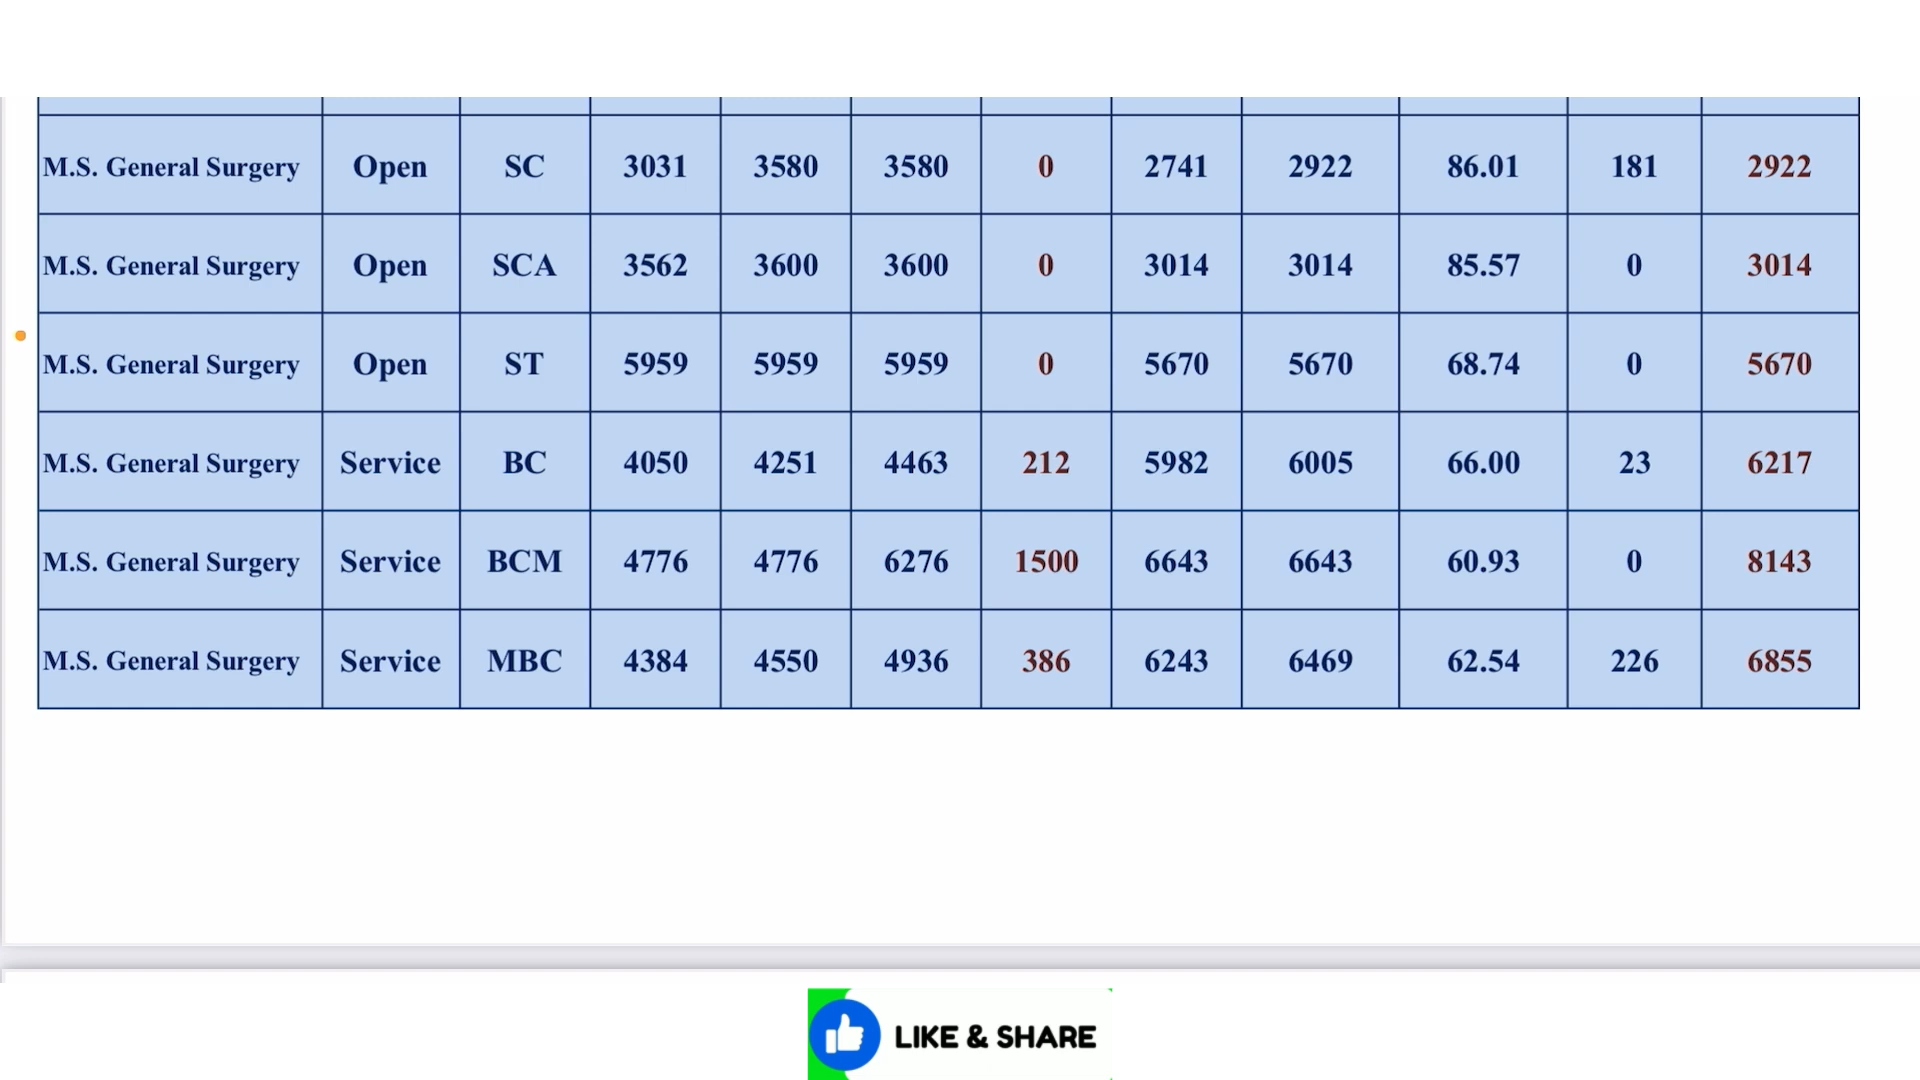 M.S. General Surgery Open SC 3031 3580 3580 0 2741 2922 86.01 181 2922
M.S. General Surgery Open SCA 3562 3600 3600 0 3014 3014 85.57 0 3014
M.S. General Surgery Open ST 5959 5959 5959 0 5670 5670 68.74 0 5670
M.S. General Surgery Service BC 4050 4251 4463 212 5982 6005 66.00 23 6217
M.S. General Surgery Service BCM 4776 4776 6276 1500 6643 6643 60.93 0 8143
M.S. General Surgery Service MBC 4384 4550 4936 386 6243 6469 62.54 226 6855
LIKE & SHARE